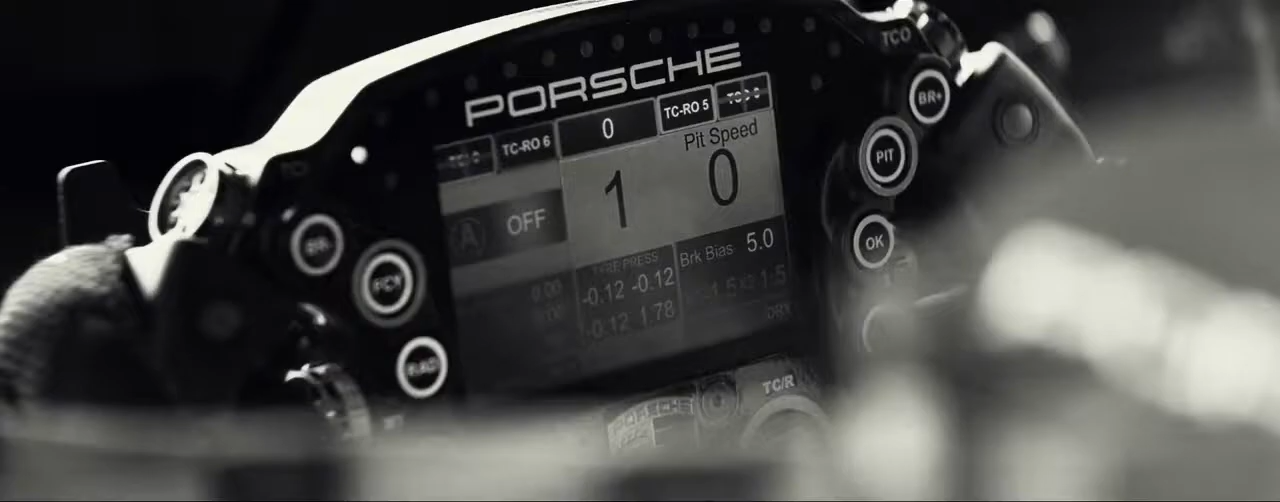 PORSCHE
TCO
TC-RO 6
0
TC-RO 5
BR+
Pit Speed
1
0
PIT
OFF
A
OK
TYRE PRESS
Brk Bias 5.0
-0.12 -0.12
-0.12 1.78
FCY
RAD
TC/R
PORSCHE